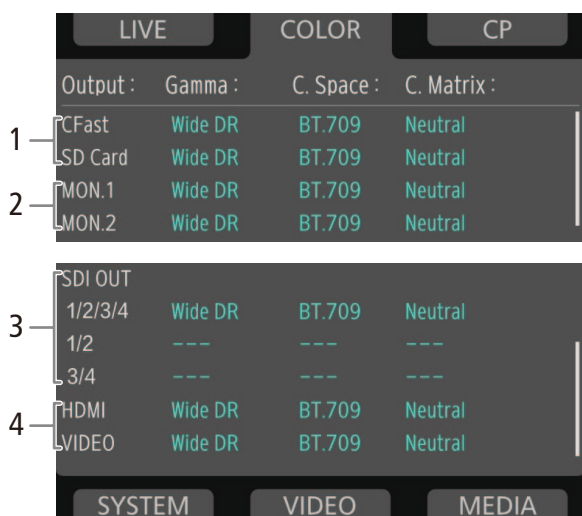 LIVE COLOR CP
Output : Gamma : C. Space : C. Matrix :
1
CFast Wide DR BT.709 Neutral
SD Card Wide DR BT.709 Neutral
2
MON.1 Wide DR BT.709 Neutral
MON.2 Wide DR BT.709 Neutral
3
SDI OUT
1/2/3/4 Wide DR BT.709 Neutral
1/2 --- --- ---
3/4 --- --- ---
4
HDMI Wide DR BT.709 Neutral
VIDEO Wide DR BT.709 Neutral
SYSTEM VIDEO MEDIA